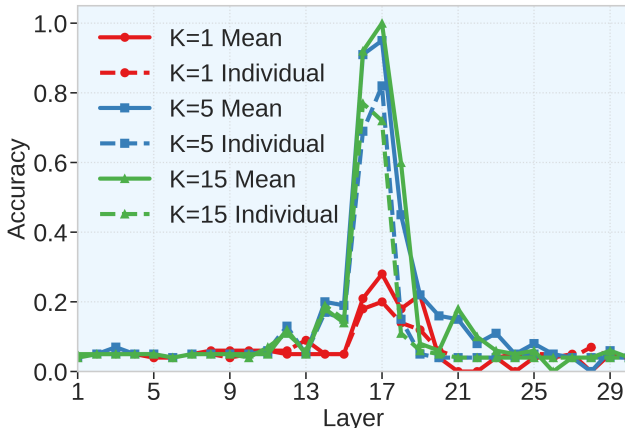 1.0
0.8
0.6
0.4
0.2
0.0
Accuracy
K=1 Mean
K=1 Individual
K=5 Mean
K=5 Individual
K=15 Mean
K=15 Individual
1 5 9 13 17 21 25 29
Layer